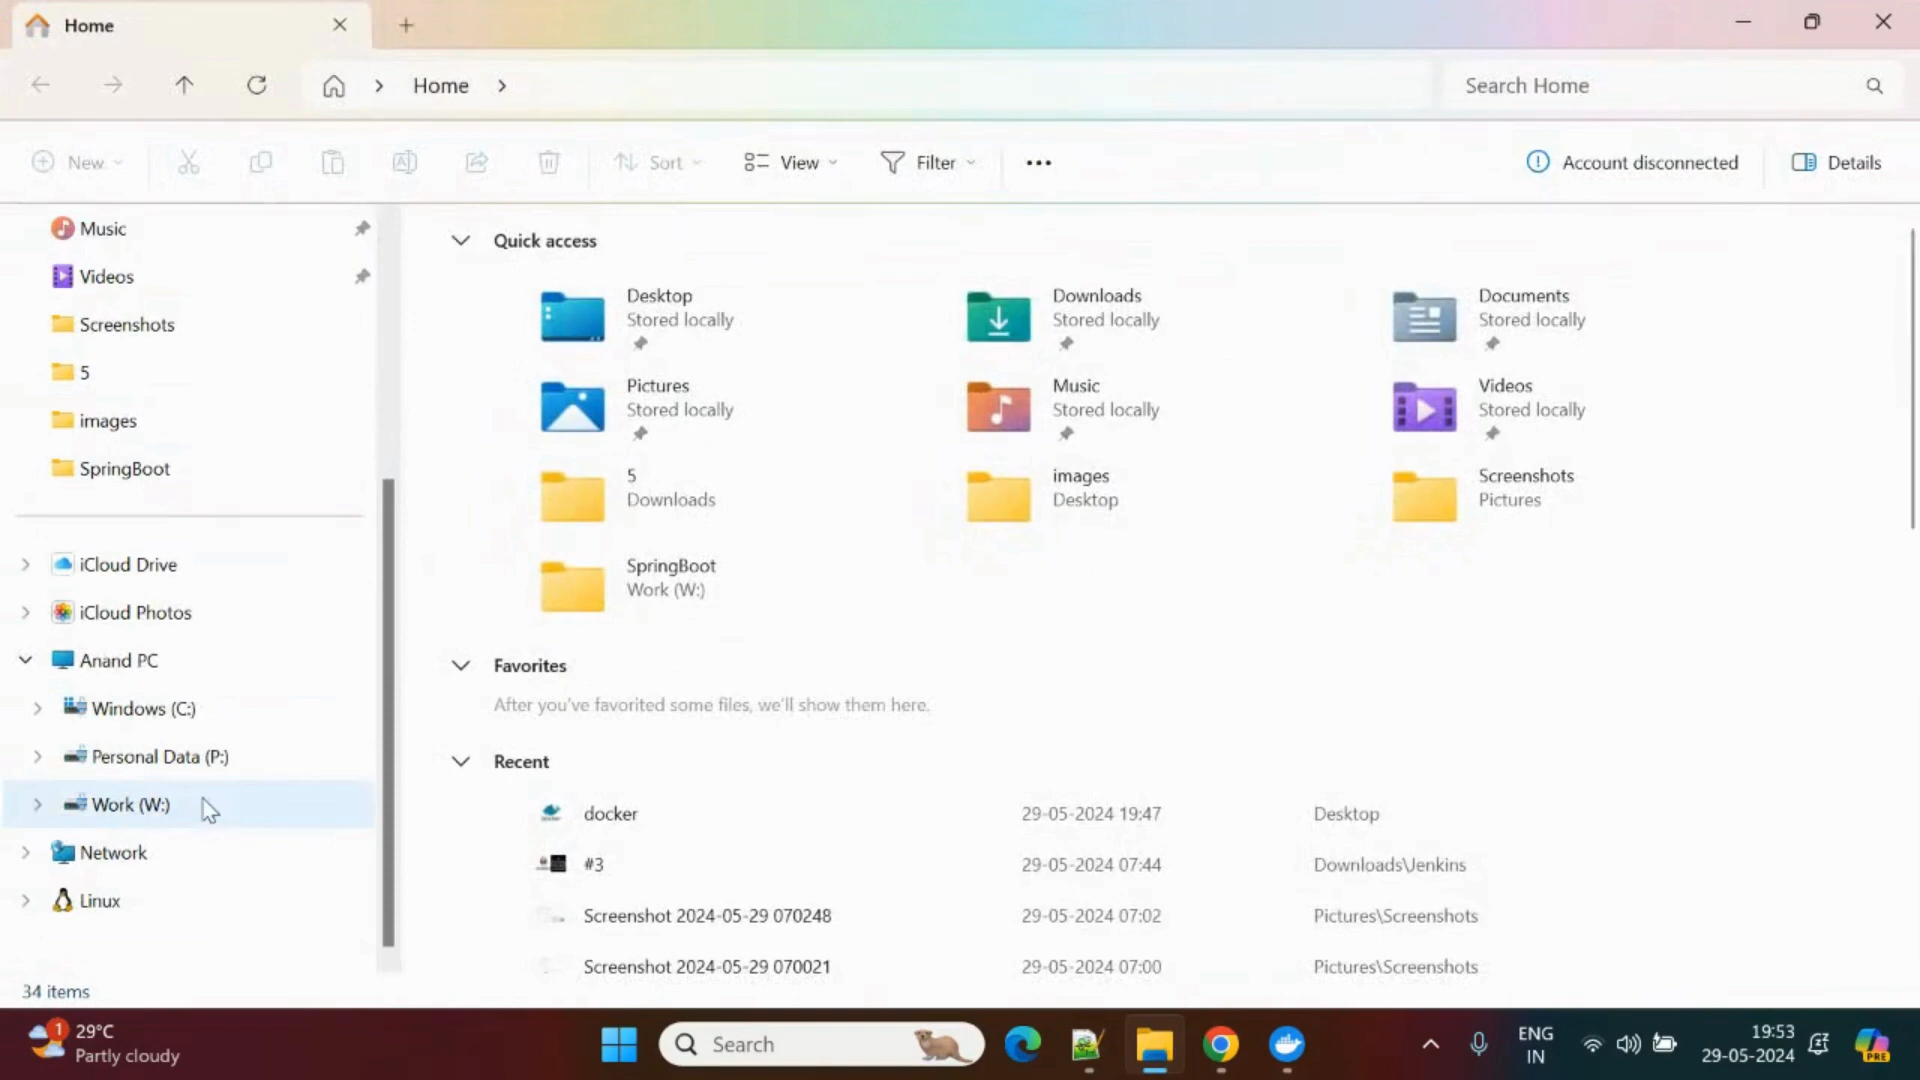 Home
Home
Search Home
New
Sort
View
Filter
Account disconnected
Details
Music
Videos
Screenshots
5
images
SpringBoot
iCloud Drive
iCloud Photos
Anand PC
Windows (C:)
Personal Data (P:)
Work (W:)
Network
Linux
34 items
Quick access
Desktop
Stored locally
Downloads
Stored locally
Documents
Stored locally
Pictures
Stored locally
Music
Stored locally
Videos
Stored locally
5
Downloads
images
Desktop
Screenshots
Pictures
SpringBoot
Work (W:)
Favorites
After you've favorited some files, we'll show them here.
Recent
docker 29-05-2024 19:47 Desktop
#3 29-05-2024 07:44 Downloads\Jenkins
Screenshot 2024-05-29 070248 29-05-2024 07:02 Pictures\Screenshots
Screenshot 2024-05-29 070021 29-05-2024 07:00 Pictures\Screenshots
1
29°C
Partly cloudy
Search
ENG
IN
19:53
29-05-2024
PRE